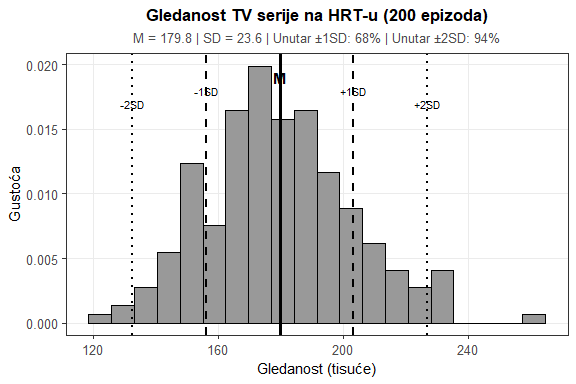 Gledanost TV serije na HRT-u (200 epizoda)
M = 179.8 | SD = 23.6 | Unutar ±1SD: 68% | Unutar ±2SD: 94%
0.020
0.015
0.010
0.005
0.000
Gustoća
-2SD
-1SD
M
+1SD
+2SD
120
160
200
240
Gledanost (tisuće)